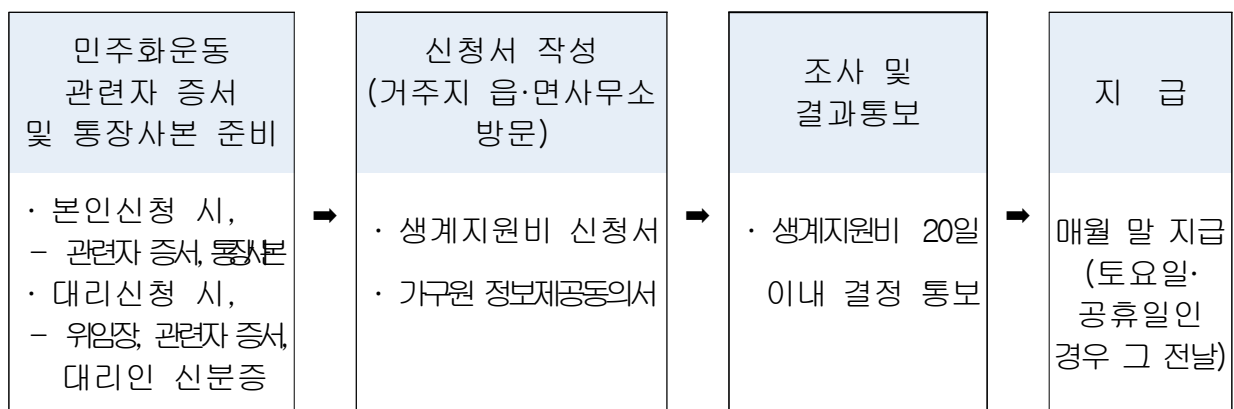 민주화운동
관련자 증서
및 통장사본 준비
· 본인신청 시,
- 관련자 증서, 통장사본
· 대리신청 시,
- 위임장, 관련자 증서,
대리인 신분증
➡
신청서 작성
(거주지 읍·면사무소
방문)
· 생계지원비 신청서
· 가구원 정보제공동의서
➡
조사 및
결과통보
· 생계지원비 20일
이내 결정 통보
➡
지 급
매월 말 지급
(토요일·
공휴일인
경우 그 전날)